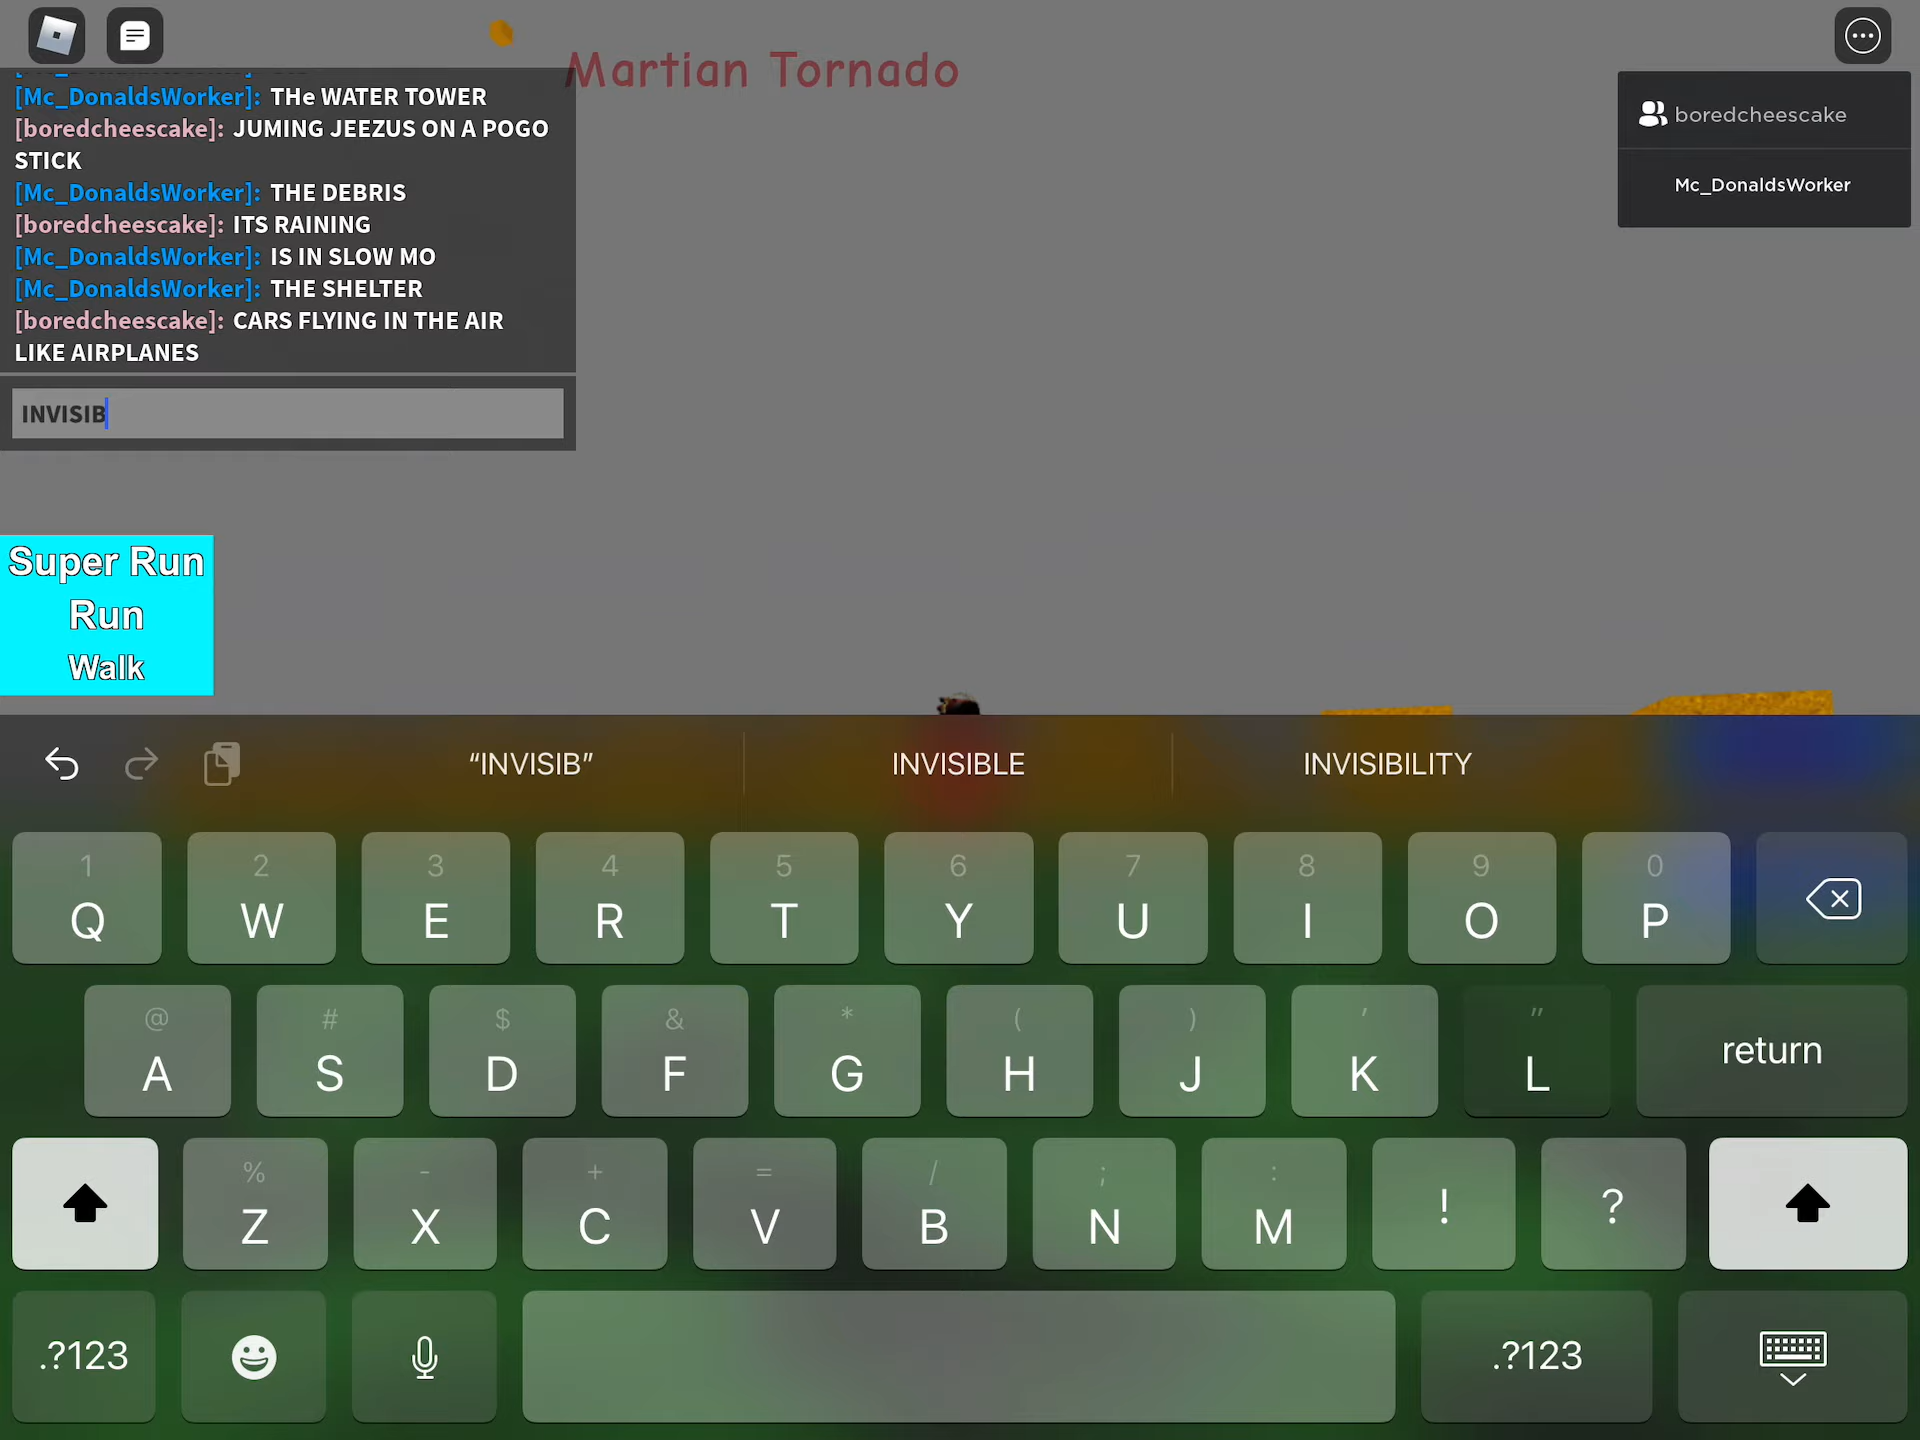 Martian Tornado
[Mc_DonaldsWorker]: THe WATER TOWER
[boredcheescake]: JUMING JEEZUS ON A POGO
STICK
[Mc_DonaldsWorker]: THE DEBRIS
[boredcheescake]: ITS RAINING
[Mc_DonaldsWorker]: IS IN SLOW MO
[Mc_DonaldsWorker]: THE SHELTER
[boredcheescake]: CARS FLYING IN THE AIR
LIKE AIRPLANES
INVISIB
boredcheescake
Mc_DonaldsWorker
Super Run
Run
Walk
“INVISIB” INVISIBLE INVISIBILITY
1 2 3 4 5 6 7 8 9 0
Q W E R T Y U I O P
@ # $ & * ( ) ' "
A S D F G H J K L return
% - + = / ; :
Z X C V B N M ! ?
.?123 .?123